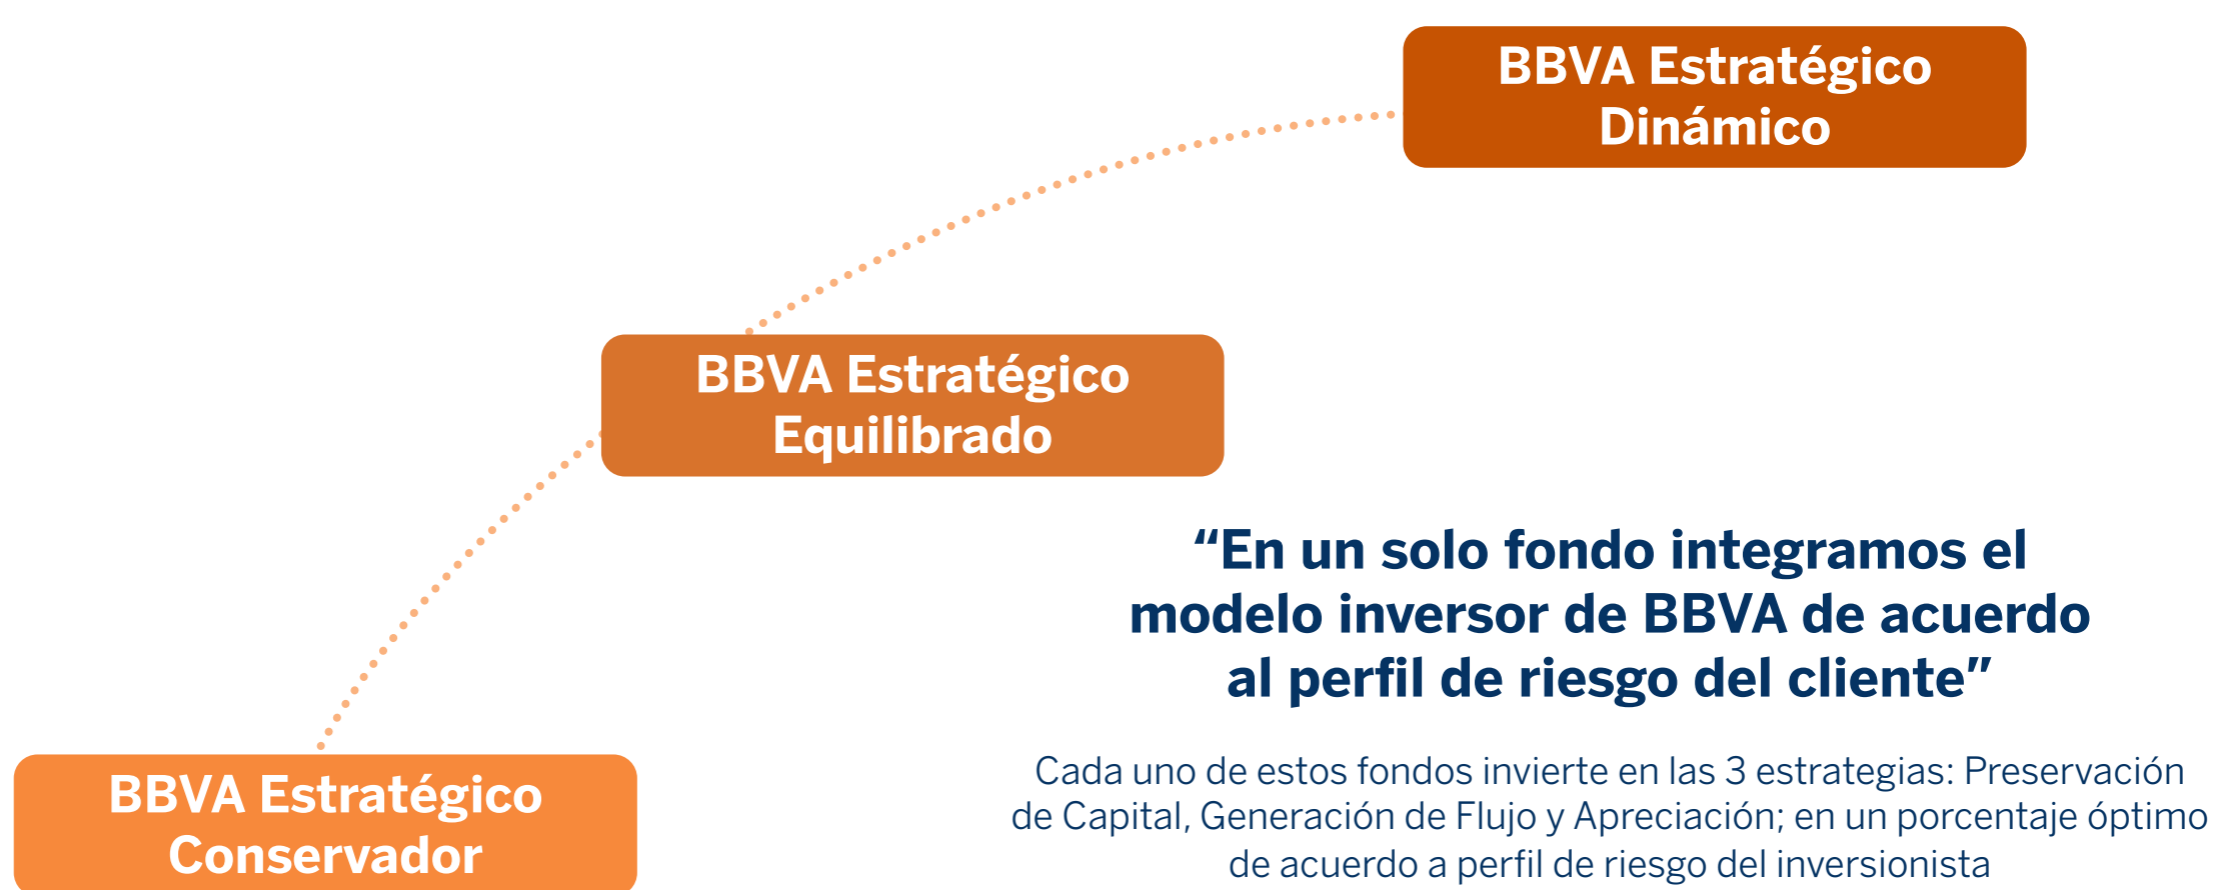 BBVA Estratégico
Dinámico
BBVA Estratégico
Equilibrado
“En un solo fondo integramos el
modelo inversor de BBVA de acuerdo
al perfil de riesgo del cliente”
Cada uno de estos fondos invierte en las 3 estrategias: Preservación
de Capital, Generación de Flujo y Apreciación; en un porcentaje óptimo
de acuerdo a perfil de riesgo del inversionista
BBVA Estratégico
Conservador